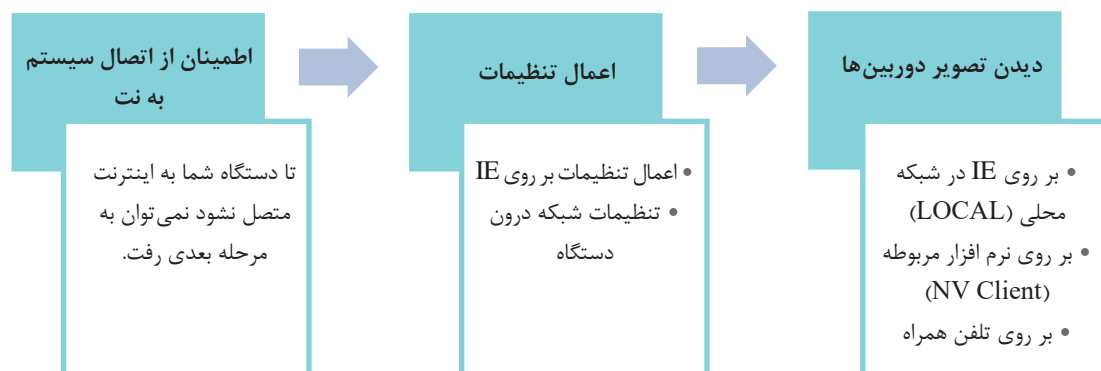 اطمینان از اتصال سیستم
به نت
تا دستگاه شما به اینترنت
متصل نشود نمی‌توان به
مرحله بعدی رفت.
اعمال تنظیمات
• اعمال تنظیمات بر روی IE
• تنظیمات شبکه درون
دستگاه
دیدن تصویر دوربین‌ها
• بر روی IE در شبکه
محلی (LOCAL)
• بر روی نرم افزار مربوطه
(NV Client)
• بر روی تلفن همراه